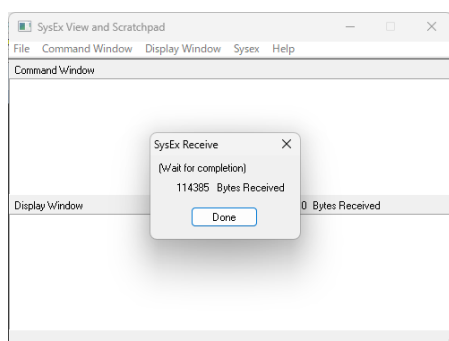 SysEx View and Scratchpad
File Command Window Display Window Sysex Help
Command Window
SysEx Receive
(Wait for completion)
114385 Bytes Received
Done
Display Window 0 Bytes Received